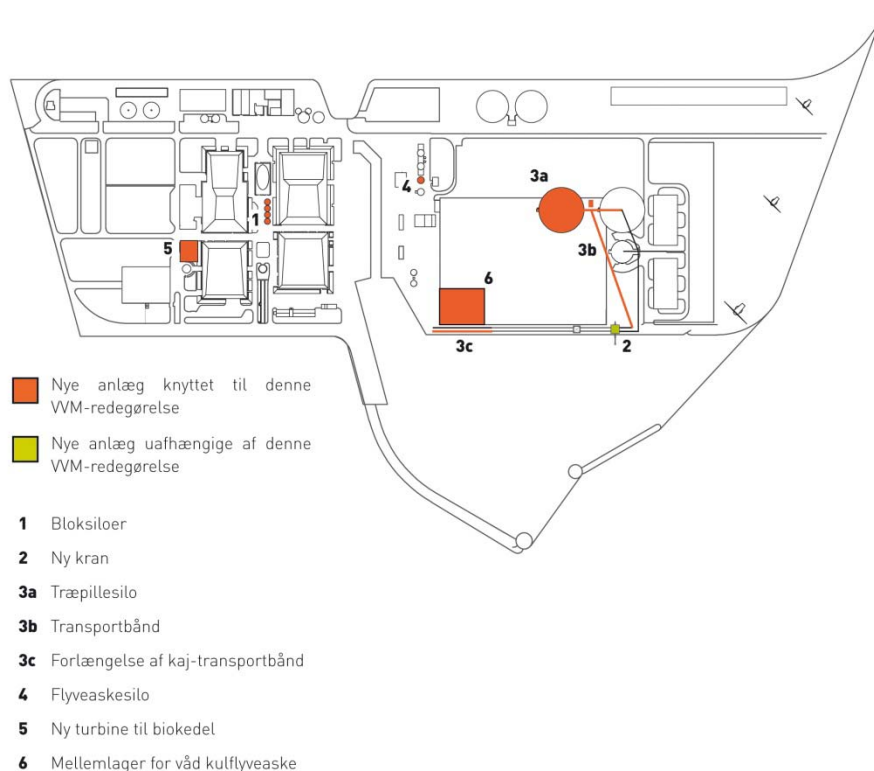 3a
4
1
3b
5
6
3c
2
Nye anlæg knyttet til denne
VVM-redegørelse
Nye anlæg uafhængige af denne
VVM-redegørelse
1 Bloksiloer
2 Ny kran
3a Træpillesilo
3b Transportbånd
3c Forlængelse af kaj-transportbånd
4 Flyveaskesilo
5 Ny turbine til biokedel
6 Mellemlager for våd kulflyveaske